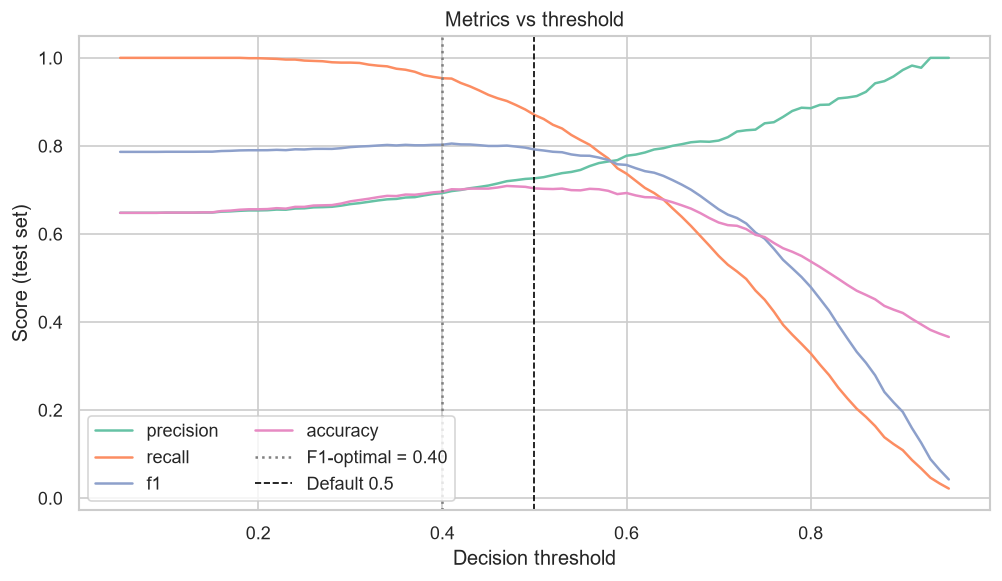 Metrics vs threshold
Score (test set)
1.0
0.8
0.6
0.4
0.2
0.0
precision
recall
f1
accuracy
F1-optimal = 0.40
Default 0.5
0.2
0.4
0.6
0.8
Decision threshold